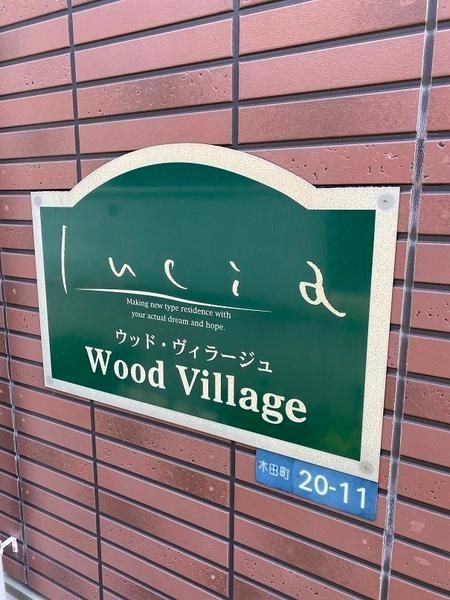 lucia
Making new type residence with
your actual dream and hope.
ウッド・ヴィラージュ
Wood Village
木田町 20-11